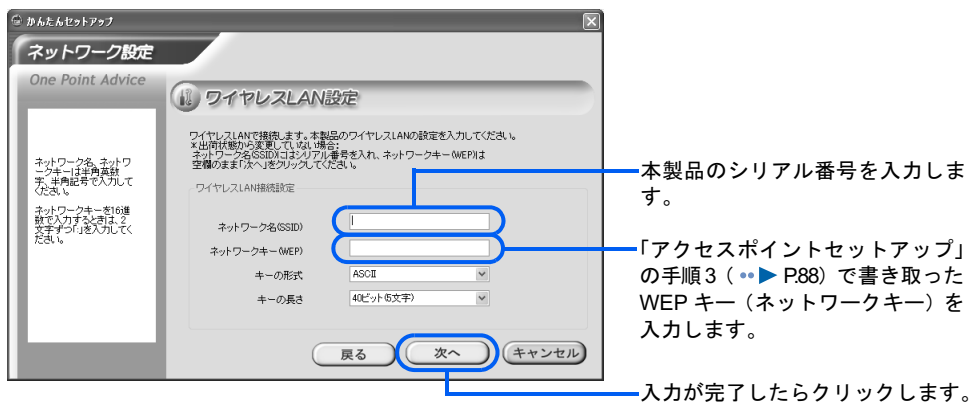 かんたんセットアップ
ネットワーク設定
One Point Advice
ネットワーク名、ネットワ
ークキーは半角英数
字、半角記号で入力して
ください。
ネットワークキーを16進
数で入力するときは、2
文字ずつ「:」を入力してく
ださい。
ワイヤレスLAN設定
ワイヤレスLANで接続します。本製品のワイヤレスLANの設定を入力してください。
※出荷状態から変更していない場合:
ネットワーク名(SSID)にはシリアル番号を入れ、ネットワークキー(WEP)は
空欄のまま「次へ」をクリックしてください。
ワイヤレスLAN接続設定
ネットワーク名(SSID)
ネットワークキー(WEP)
キーの形式 ASCII
キーの長さ 40ビット(5文字)
戻る 次へ キャンセル
本製品のシリアル番号を入力しま
す。
「アクセスポイントセットアップ」
の手順3(P.88)で書き取った
WEP キー(ネットワークキー)を
入力します。
入力が完了したらクリックします。